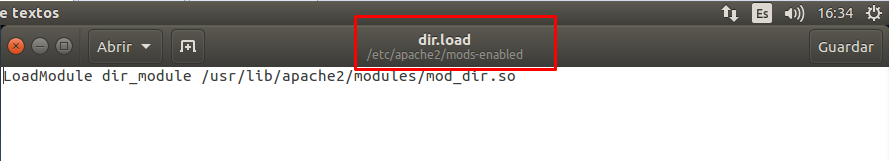 e textos
Es
16:34
Abrir
dir.load
/etc/apache2/mods-enabled
Guardar
LoadModule dir_module /usr/lib/apache2/modules/mod_dir.so